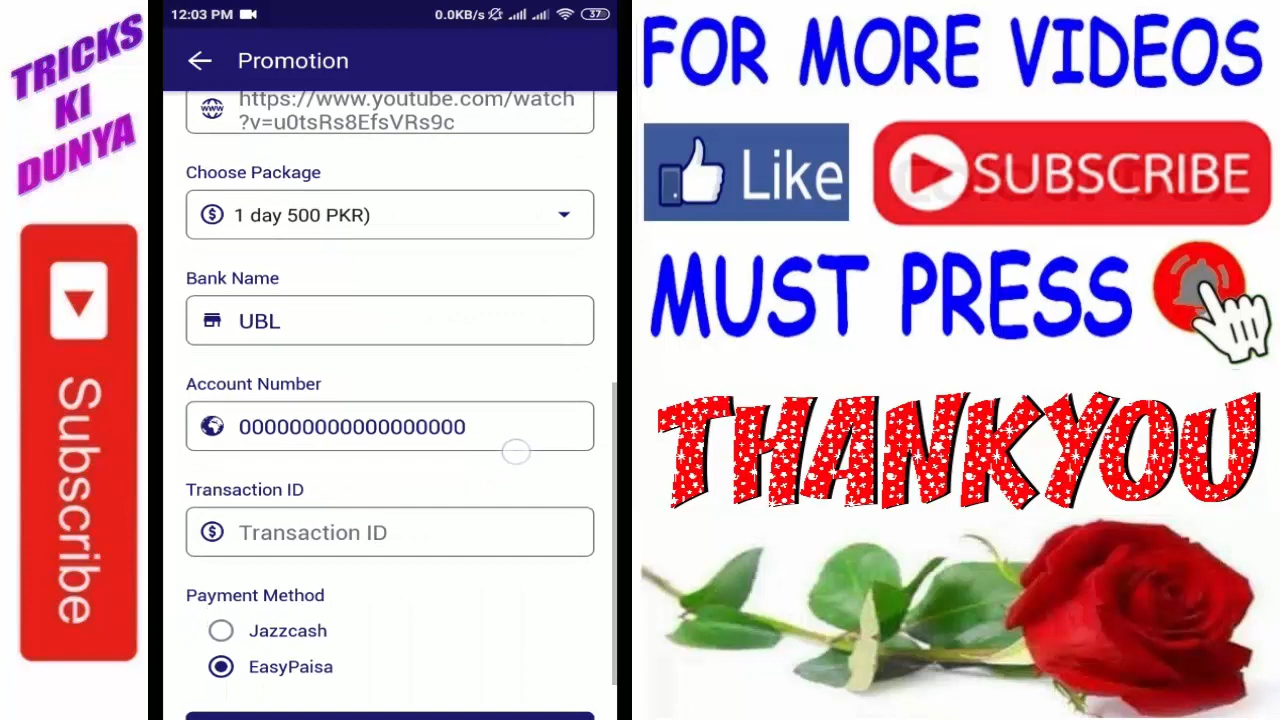 TRICKS
KI
DUNYA
Subscribe
12:03 PM
0.0KB/s
37
Promotion
https://www.youtube.com/watch
?v=u0tsRs8EfsVRs9c
Choose Package
1 day 500 PKR)
Bank Name
UBL
Account Number
000000000000000000
Transaction ID
Transaction ID
Payment Method
Jazzcash
EasyPaisa
FOR MORE VIDEOS
Like
SUBSCRIBE
MUST PRESS
THANKYOU